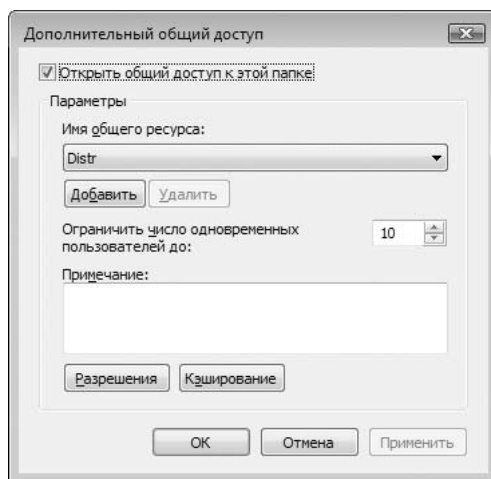 Дополнительный общий доступ
Открыть общий доступ к этой папке
Параметры
Имя общего ресурса:
Distr
Добавить Удалить
Ограничить число одновременных 10
пользователей до:
Примечание:
Разрешения Кэширование
OK Отмена Применить